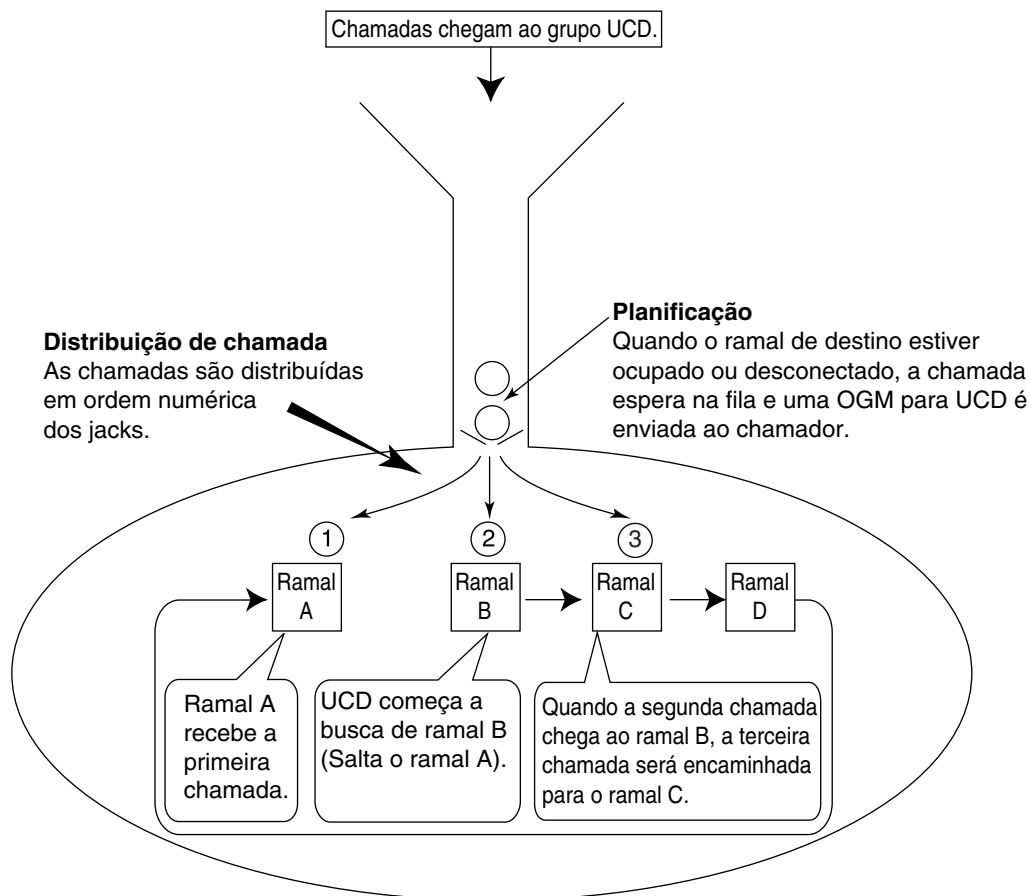 Chamadas chegam ao grupo UCD.
Planificação
Quando o ramal de destino estiver
ocupado ou desconectado, a chamada
espera na fila e uma OGM para UCD é
enviada ao chamador.
Distribuição de chamada
As chamadas são distribuídas
em ordem numérica
dos jacks.
1
2
3
Ramal
A
Ramal
B
Ramal
C
Ramal
D
Ramal A
recebe a
primeira
chamada.
UCD começa a
busca de ramal B
(Salta o ramal A).
Quando a segunda chamada
chega ao ramal B, a terceira
chamada será encaminhada
para o ramal C.